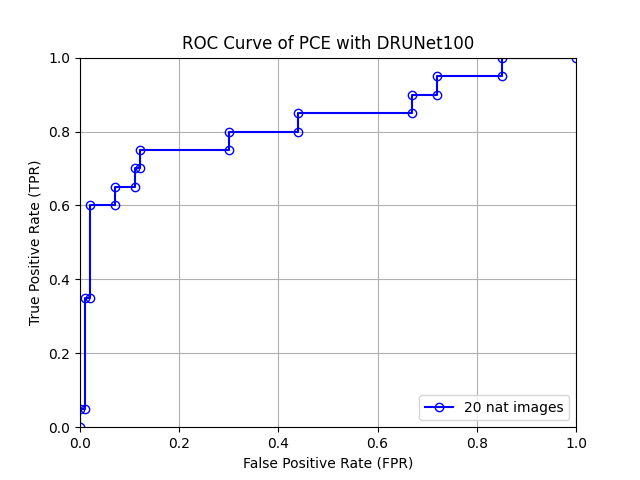 ROC Curve of PCE with DRUNet100
1.0
0.8
0.6
0.4
0.2
0.0
True Positive Rate (TPR)
20 nat images
0.0 0.2 0.4 0.6 0.8 1.0
False Positive Rate (FPR)